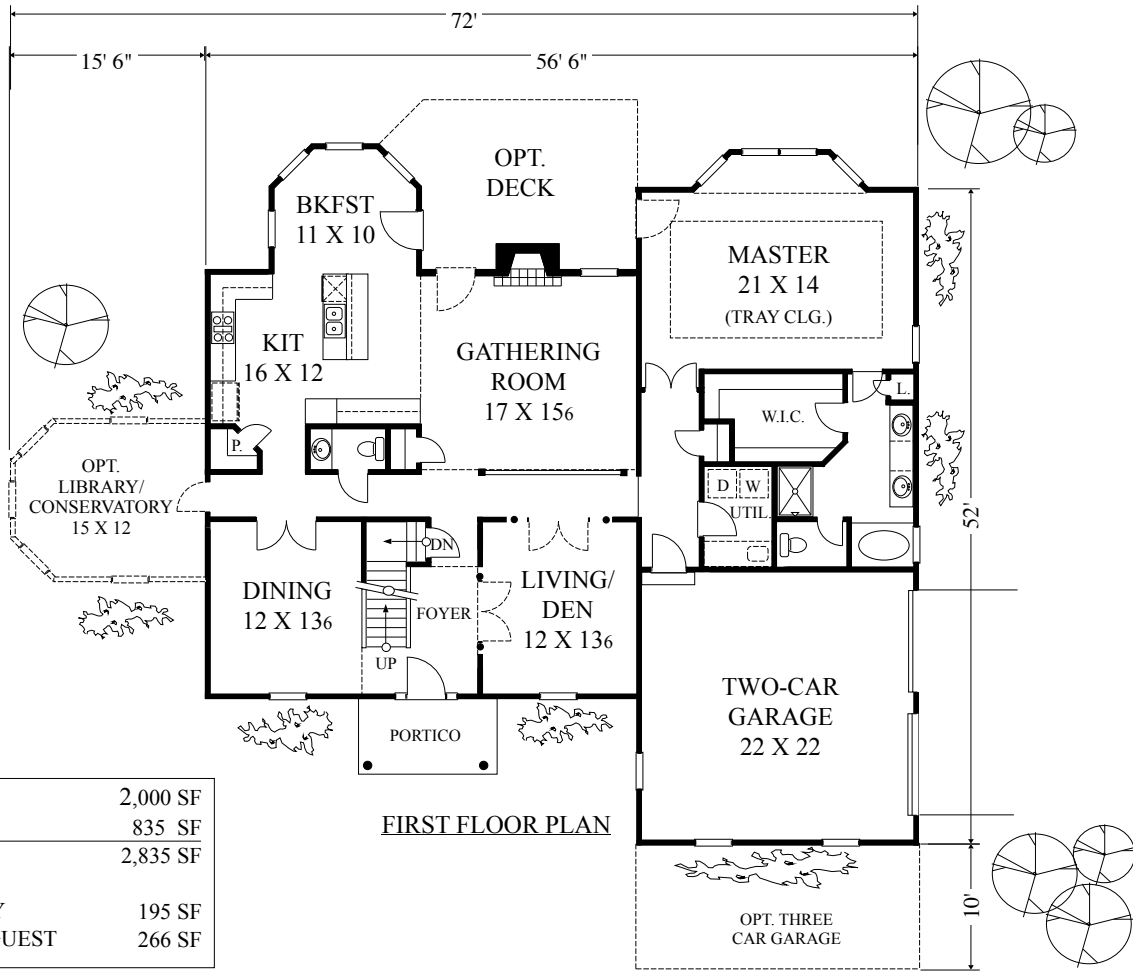 72'
15' 6"
56' 6"
OPT.
DECK
BKFST
11 X 10
MASTER
21 X 14
(TRAY CLG.)
KIT
16 X 12
GATHERING
ROOM
17 X 156
W.I.C.
L.
P.
OPT.
LIBRARY/
CONSERVATORY
15 X 12
D W
UTIL.
52'
DN
DINING
12 X 136
FOYER
LIVING/
DEN
12 X 136
UP
TWO-CAR
GARAGE
22 X 22
PORTICO
FIRST FLOOR PLAN
2,000 SF
835 SF
2,835 SF
195 SF
266 SF
OPT. THREE
CAR GARAGE
10'